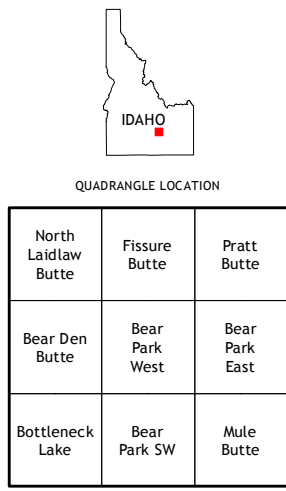 IDAHO
QUADRANGLE LOCATION
North
Laidlaw
Butte
Fissure
Butte
Pratt
Butte
Bear Den
Butte
Bear
Park
West
Bear
Park
East
Bottleneck
Lake
Bear
Park SW
Mule
Butte